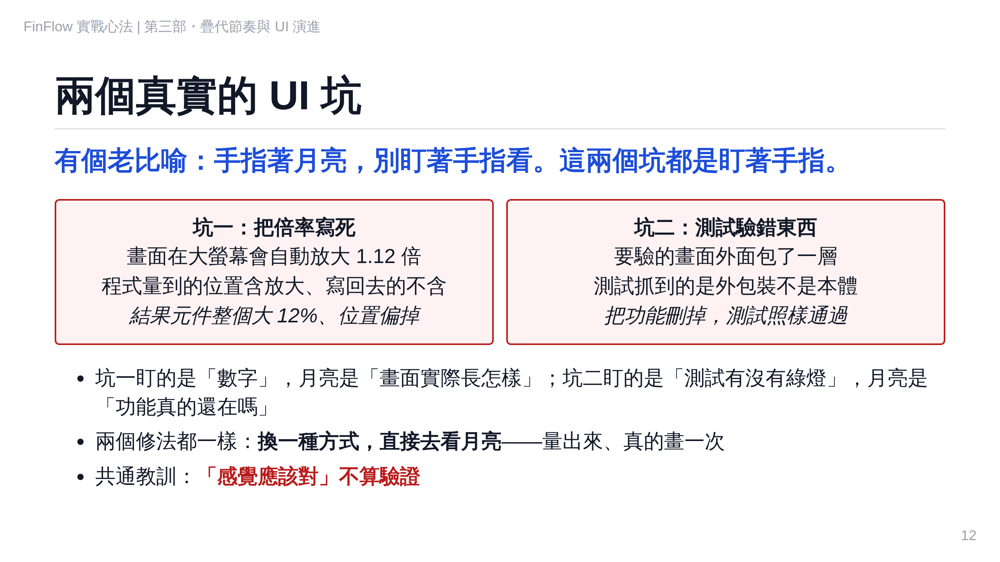 FinFlow 實戰心法 | 第三部・疊代節奏與 UI 演進
兩個真實的 UI 坑
有個老比喻：手指著月亮，別盯著手指看。這兩個坑都是盯著手指。
坑一：把倍率寫死
畫面在大螢幕會自動放大 1.12 倍
程式量到的位置含放大、寫回去的不含
結果元件整個大 12%、位置偏掉
坑二：測試驗錯東西
要驗的畫面外面包了一層
測試抓到的是外包裝不是本體
把功能刪掉，測試照樣通過
• 坑一盯的是「數字」，月亮是「畫面實際長怎樣」；坑二盯的是「測試有沒有綠燈」，月亮是
「功能真的還在嗎」
• 兩個修法都一樣：換一種方式，直接去看月亮——量出來、真的畫一次
• 共通教訓：「感覺應該對」不算驗證
12